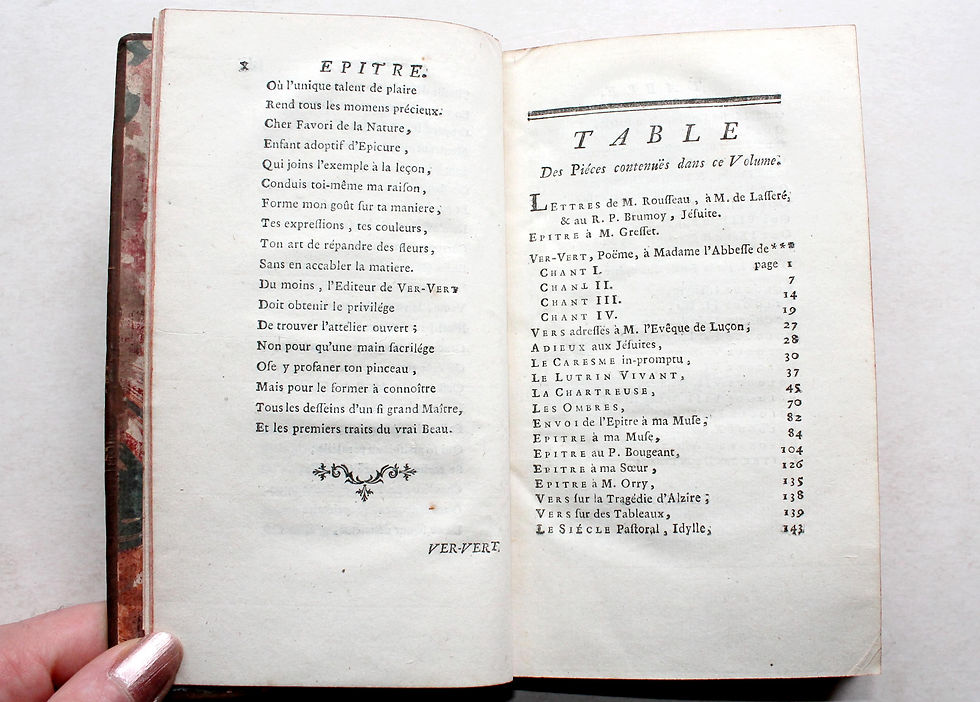 x EPITRE.
Où l'unique talent de plaire
Rend tous les momens précieux.
Cher Favori de la Nature,
Enfant adoptif d'Epicure,
Qui joins l'exemple à la leçon,
Conduis toi-même ma raiſon,
Forme mon goût ſur ta maniere;
Tes expreſſions, tes couleurs,
Ton art de répandre des fleurs,
Sans en accabler la matiere.
Du moins, l'Editeur de VER-VERT
Doit obtenir le privilége
De trouver l'attelier ouvert;
Non pour qu'une main ſacrilége
Oſe y profaner ton pinceau,
Mais pour le former à connoître
Tous les deſſeins d'un ſi grand Maître,
Et les premiers traits du vrai Beau.
VER-VERT.
TABLE
Des Piéces contenuës dans ce Volume.
LETTRES de M. Rouſſeau, à M. de Laſſeré,
& au R. P. Brumoy, Jéſuite.
EPITRE à M. Greſſet.
VER-VERT, Poëme, à Madame l'Abbeſſe de ***
CHANT I. page 1
CHANT II. 7
CHANT III. 14
CHANT IV. 19
VERS adreſſés à M. l'Evêque de Luçon, 27
ADIEUX aux Jéſuites, 28
LE CARESME in-promptu, 30
LE LUTRIN VIVANT, 37
LA CHARTREUSE, 45
LES OMBRES, 70
ENVOI de l'Epitre à ma Muſe, 82
EPITRE à ma Muſe, 84
EPITRE au P. Bougeant, 104
EPITRE à ma Sœur, 126
EPITRE à M. Orry, 135
VERS ſur la Tragédie d'Alzire; 138
VERS ſur des Tableaux, 139
LE SIÉCLE Paſtoral, Idylle, 143